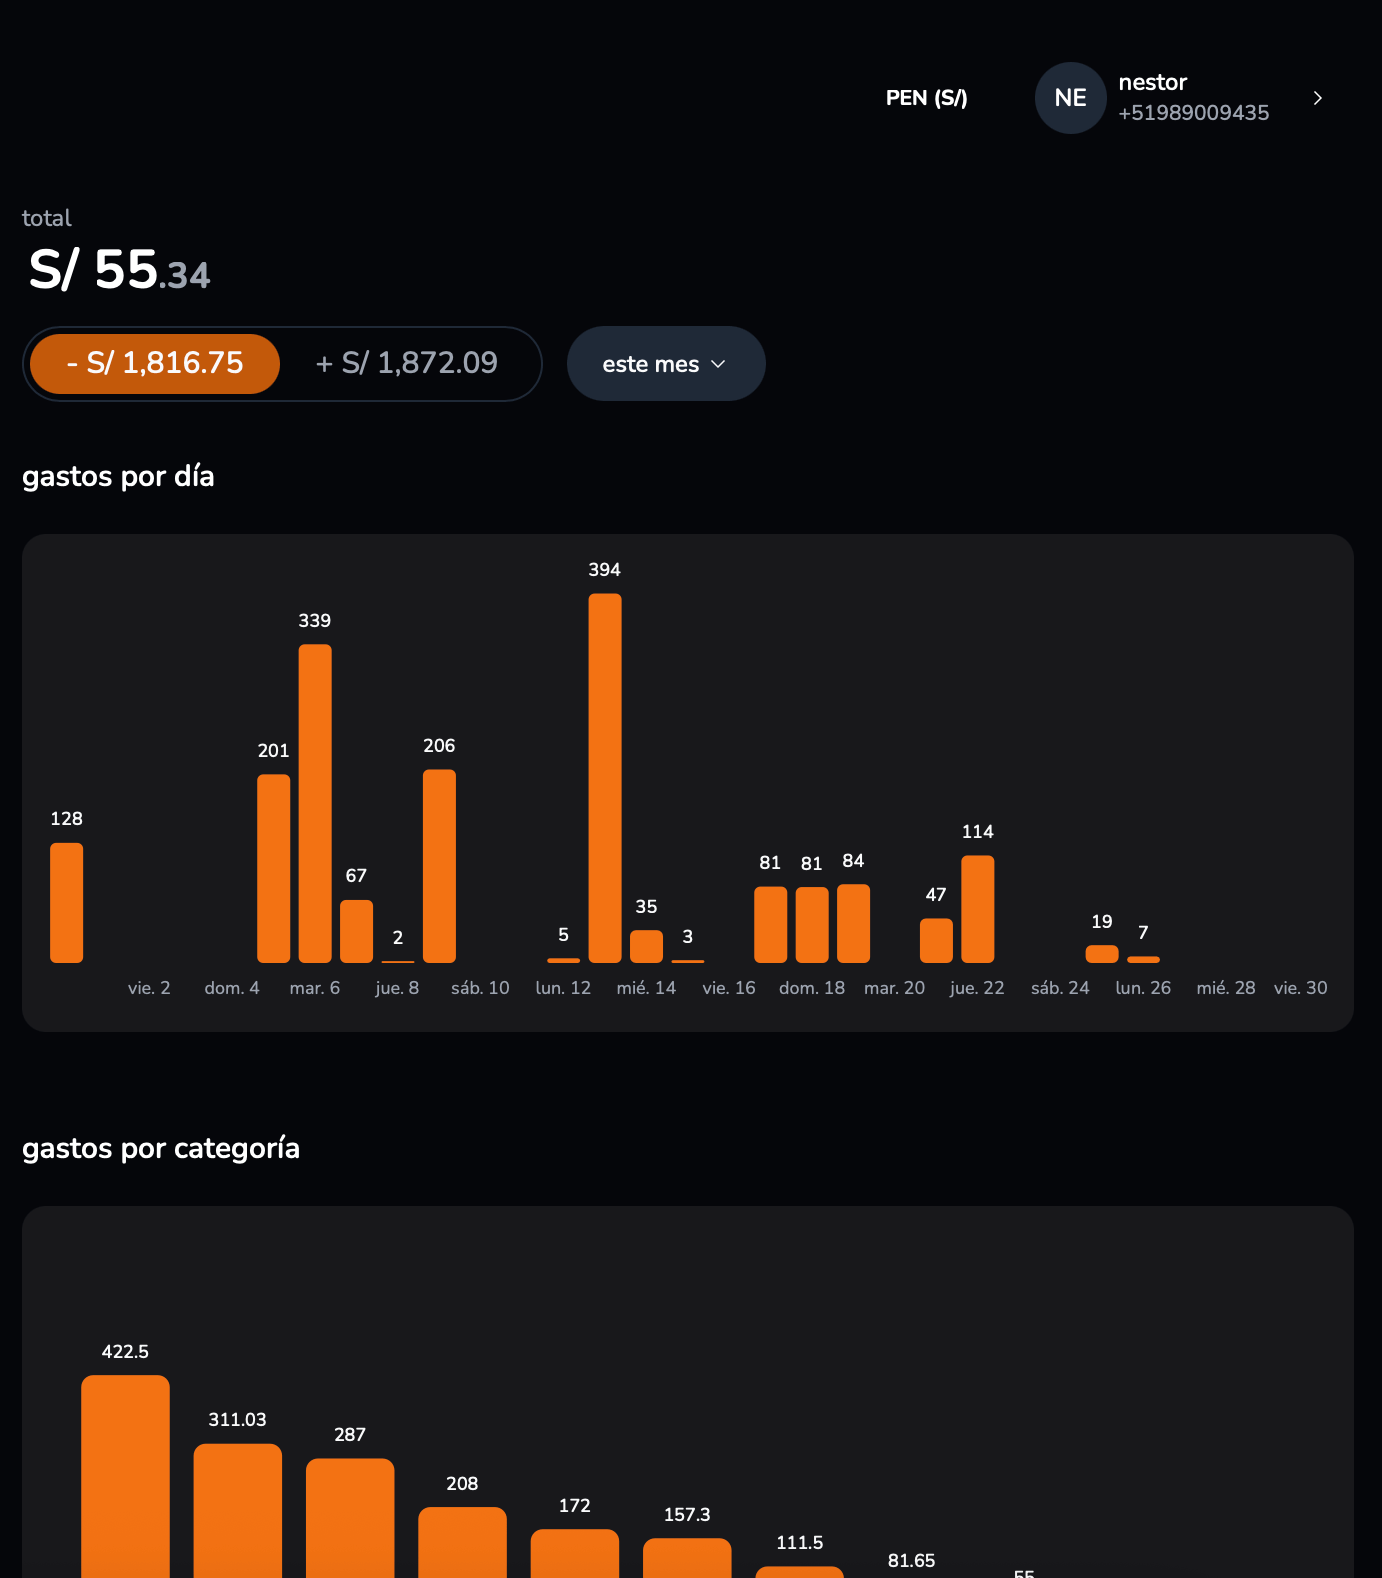 PEN (S/)
NE
nestor
+51989009435
total
S/ 55.34
- S/ 1,816.75
+ S/ 1,872.09
este mes
gastos por día
394
339
206
201
128
114
84
81
81
67
47
35
19
7
5
3
2
vie. 2
dom. 4
mar. 6
jue. 8
sáb. 10
lun. 12
mié. 14
vie. 16
dom. 18
mar. 20
jue. 22
sáb. 24
lun. 26
mié. 28
vie. 30
gastos por categoría
422.5
311.03
287
208
172
157.3
111.5
81.65
55